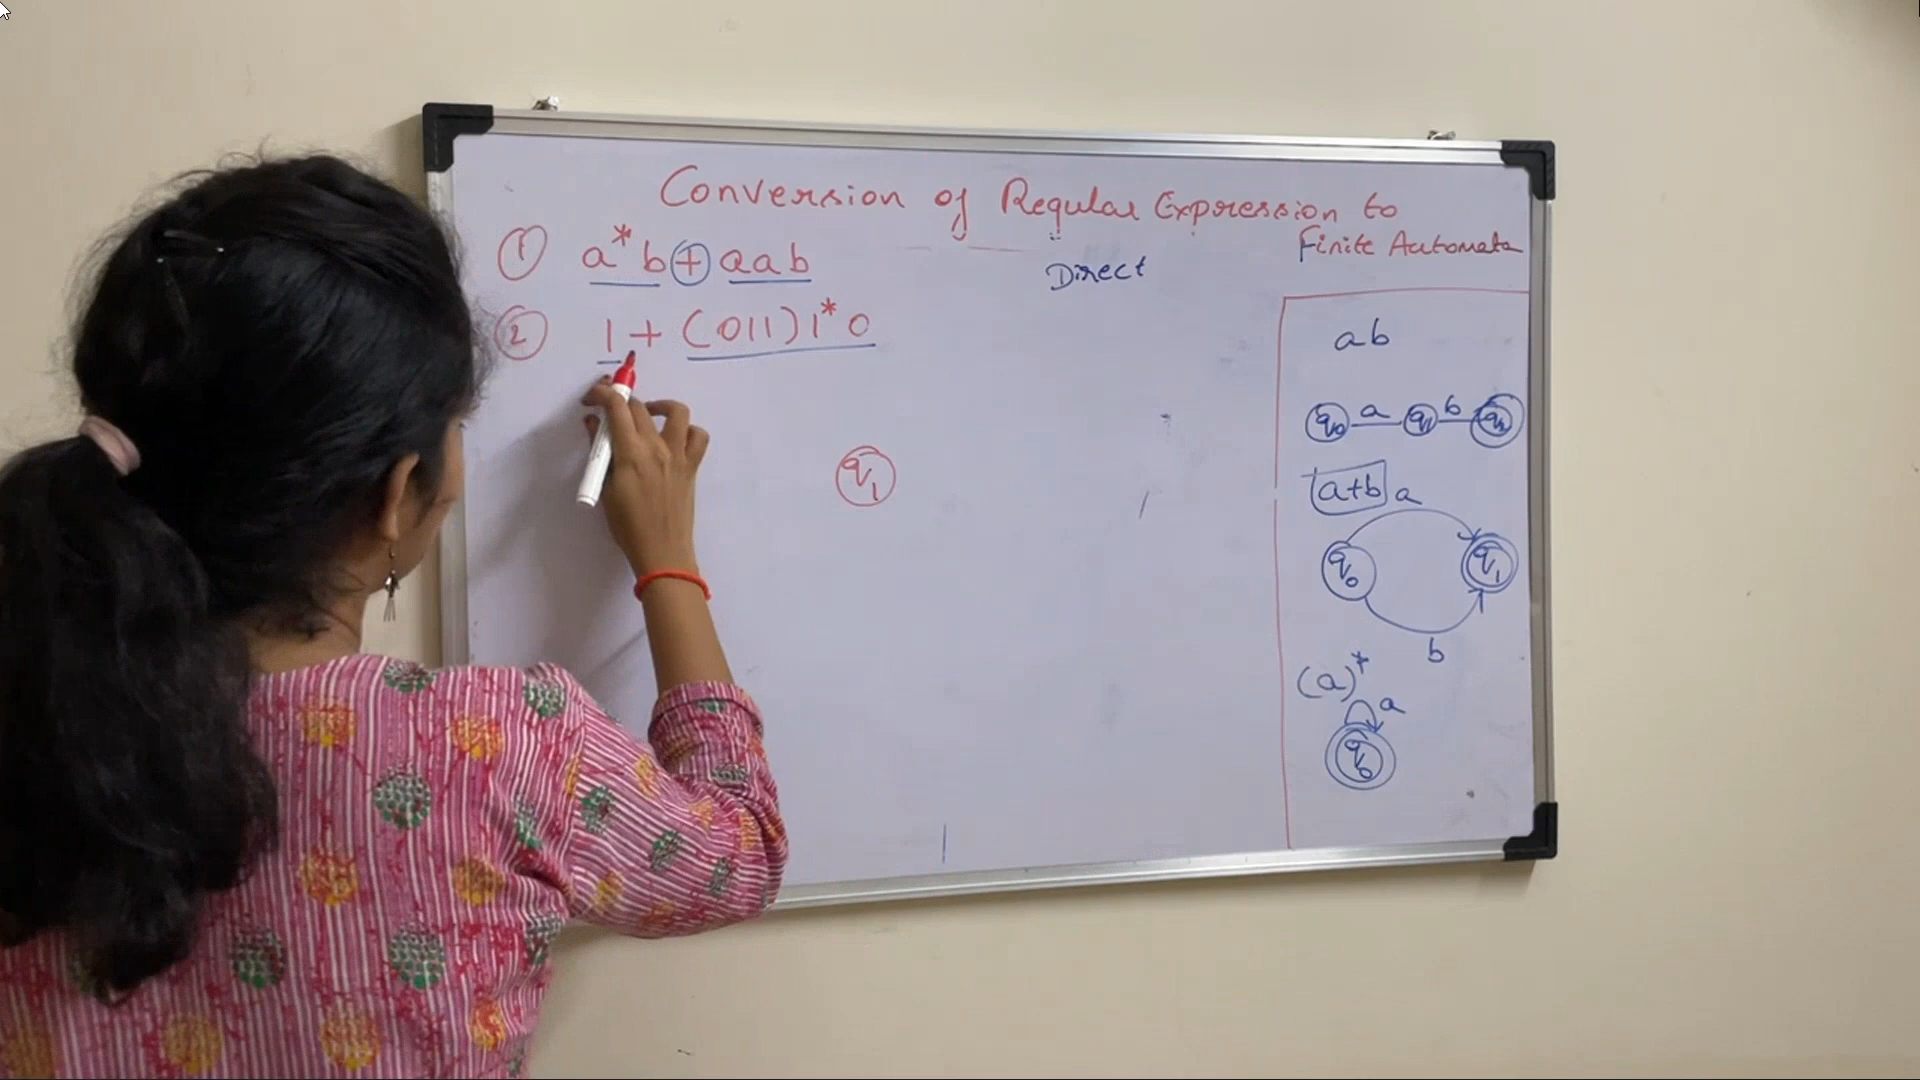 Conversion of Regular Expression to
Finite Automata
① a*b + aab
Direct
② 1 + (011)1*0
q1
ab
q0 a q1 b q2
a+b a
q0 q1
b
(a)*
a
q0